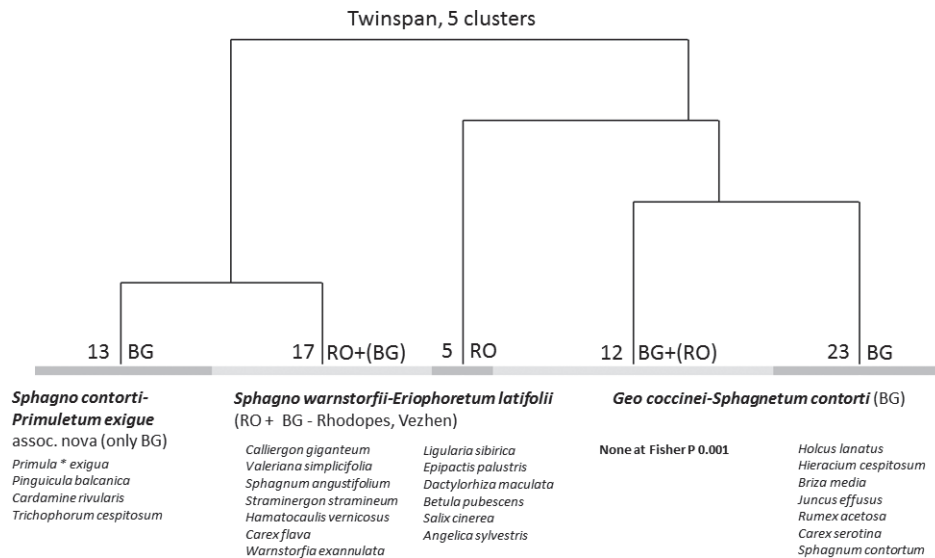 Twinspan, 5 clusters
13 BG
17 RO+(BG)
5 RO
12 BG+(RO)
23 BG
Sphagno contorti-
Primuletum exigue
assoc. nova (only BG)
Primula * exigua
Pinguicula balcanica
Cardamine rivularis
Trichophorum cespitosum
Sphagno warnstorfii-Eriophoretum latifolii
(RO + BG - Rhodopes, Vezhen)
Calliergon giganteum
Valeriana simplicifolia
Sphagnum angustifolium
Straminergon stramineum
Hamatocaulis vernicosus
Carex flava
Warnstorfia exannulata
Ligularia sibirica
Epipactis palustris
Dactylorhiza maculata
Betula pubescens
Salix cinerea
Angelica sylvestris
Geo coccinei-Sphagnetum contorti (BG)
None at Fisher P 0.001
Holcus lanatus
Hieracium cespitosum
Briza media
Juncus effusus
Rumex acetosa
Carex serotina
Sphagnum contortum